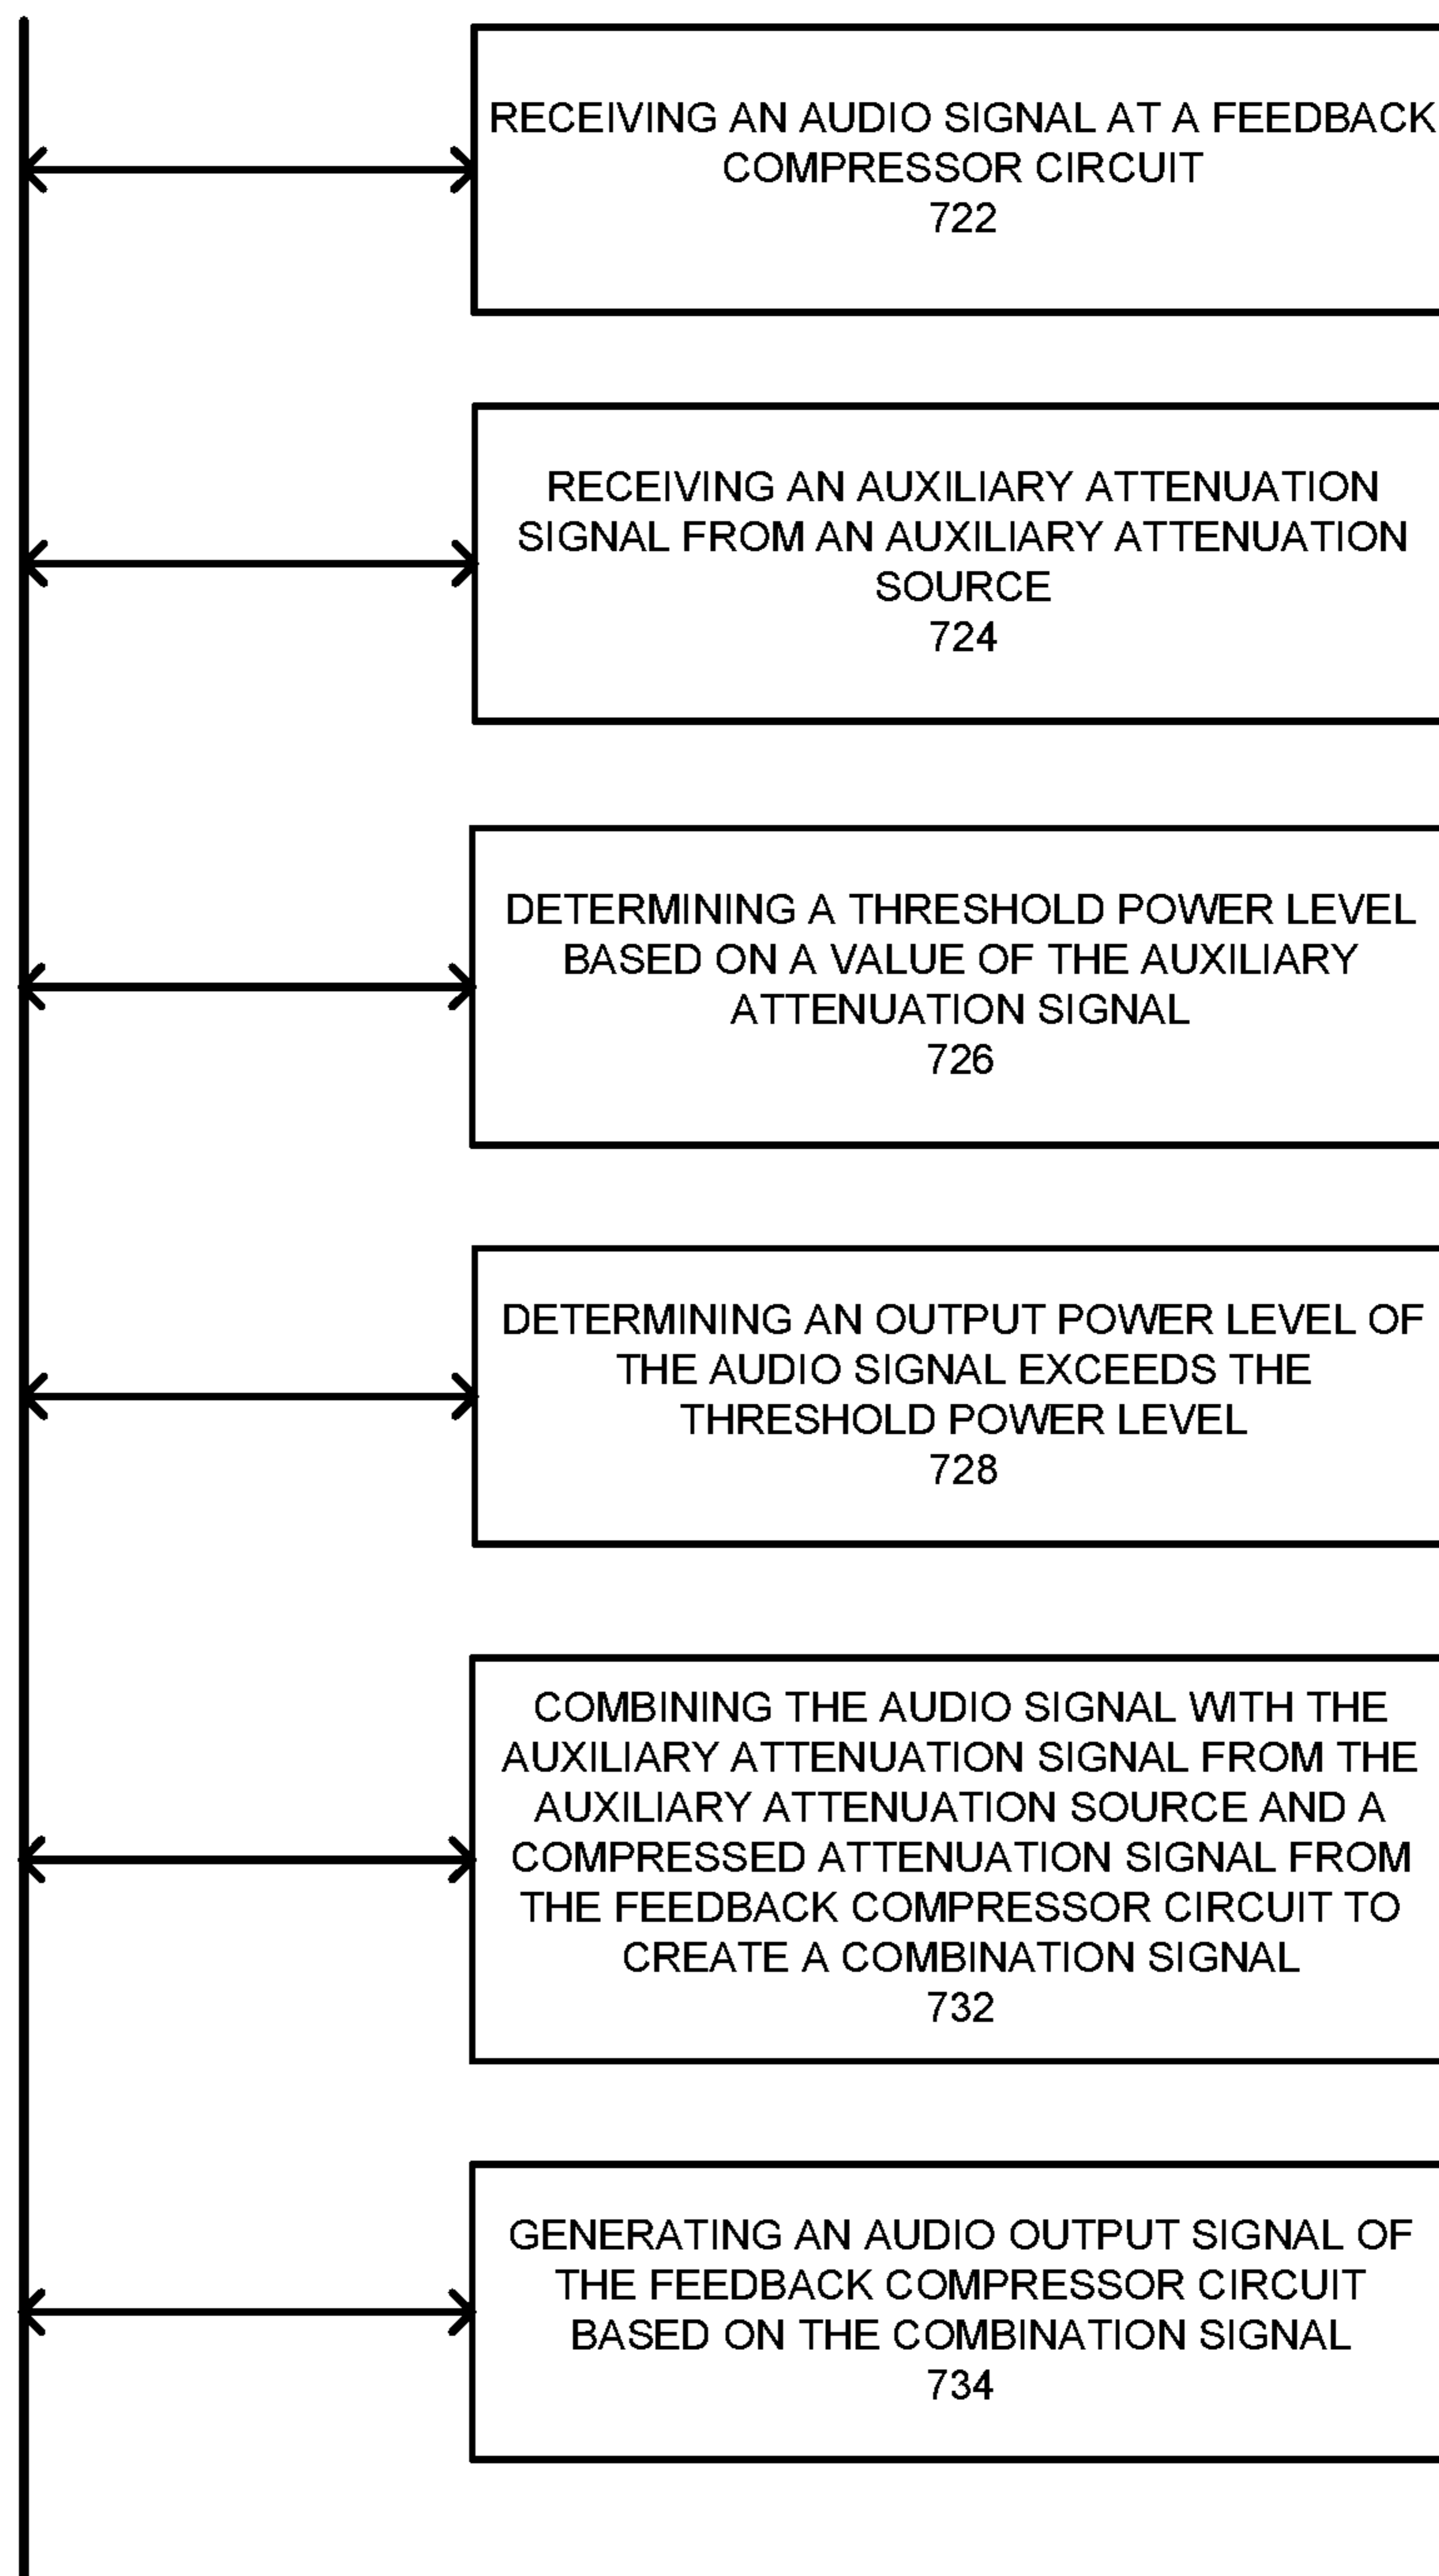 RECEIVING AN AUDIO SIGNAL AT A FEEDBACK
COMPRESSOR CIRCUIT
722
RECEIVING AN AUXILIARY ATTENUATION
SIGNAL FROM AN AUXILIARY ATTENUATION
SOURCE
724
DETERMINING A THRESHOLD POWER LEVEL
BASED ON A VALUE OF THE AUXILIARY
ATTENUATION SIGNAL
726
DETERMINING AN OUTPUT POWER LEVEL OF
THE AUDIO SIGNAL EXCEEDS THE
THRESHOLD POWER LEVEL
728
COMBINING THE AUDIO SIGNAL WITH THE
AUXILIARY ATTENUATION SIGNAL FROM THE
AUXILIARY ATTENUATION SOURCE AND A
COMPRESSED ATTENUATION SIGNAL FROM
THE FEEDBACK COMPRESSOR CIRCUIT TO
CREATE A COMBINATION SIGNAL
732
GENERATING AN AUDIO OUTPUT SIGNAL OF
THE FEEDBACK COMPRESSOR CIRCUIT
BASED ON THE COMBINATION SIGNAL
734